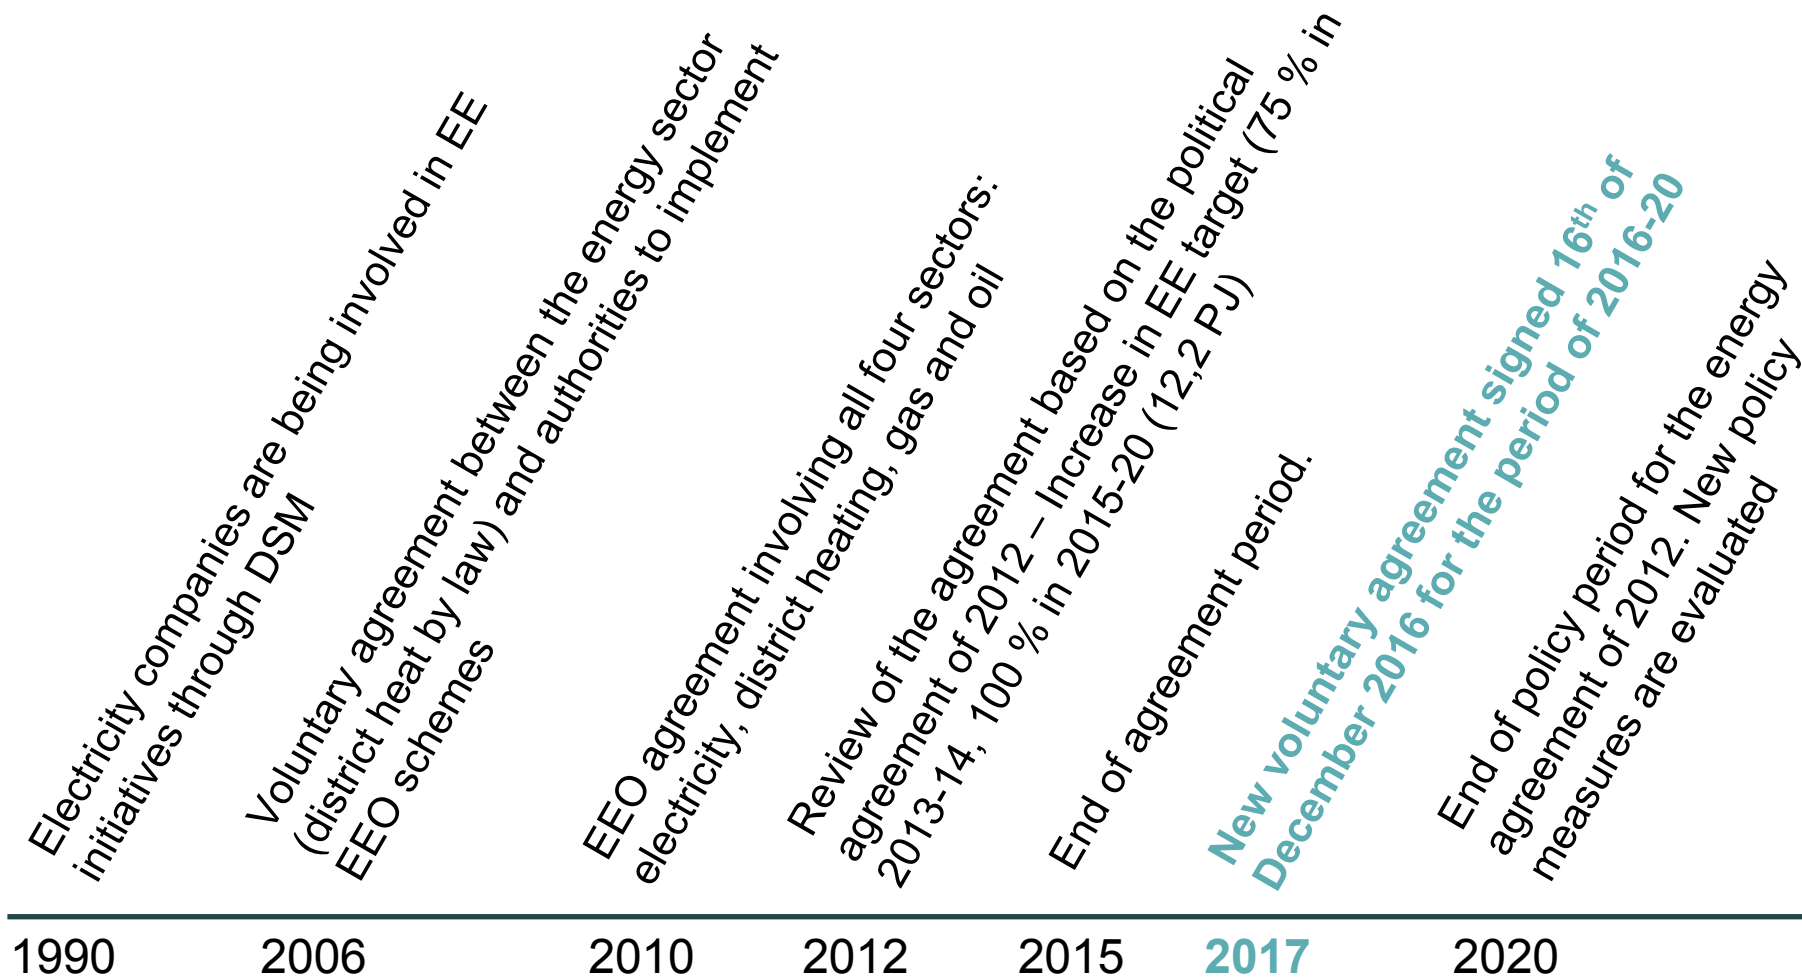 Electricity companies are being involved in EE
initiatives through DSM
Voluntary agreement between the energy sector
(district heat by law) and authorities to implement
EEO schemes
EEO agreement involving all four sectors:
electricity, district heating, gas and oil
Review of the agreement based on the political
agreement of 2012 – Increase in EE target (75 % in
2013-14, 100 % in 2015-20 (12,2 PJ)
End of agreement period.
New voluntary agreement signed 16th of
December 2016 for the period of 2016-20
End of policy period for the energy
agreement of 2012. New policy
measures are evaluated
1990 2006 2010 2012 2015 2017 2020